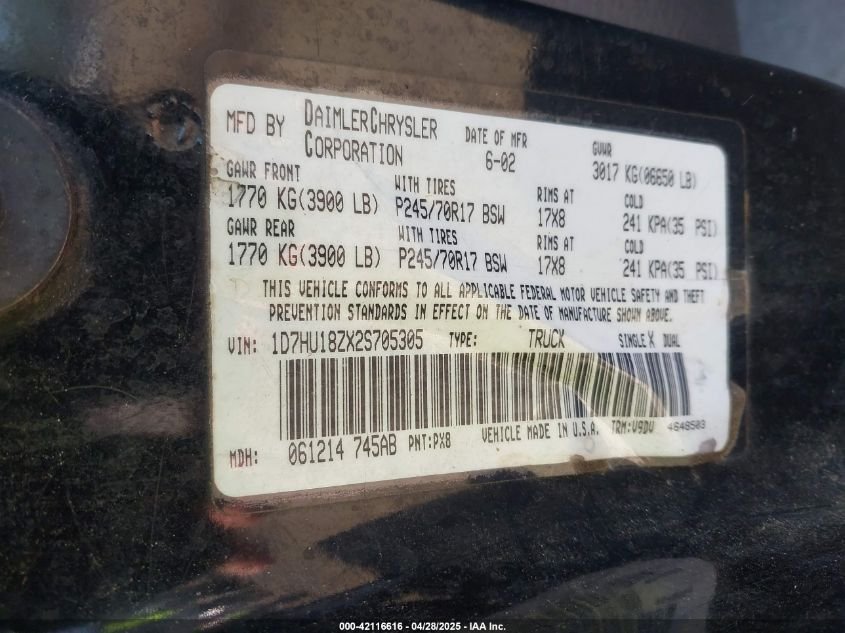 MFD BY DAIMLERCHRYSLER CORPORATION DATE OF MFR 6-02 GVWR 3017 KG(06650 LB)
GAWR FRONT WITH TIRES RIMS AT COLD
1770 KG(3900 LB) P245/70R17 BSW 17X8 241 KPA(35 PSI)
GAWR REAR WITH TIRES RIMS AT COLD
1770 KG(3900 LB) P245/70R17 BSW 17X8 241 KPA(35 PSI)
THIS VEHICLE CONFORMS TO ALL APPLICABLE FEDERAL MOTOR VEHICLE SAFETY AND THEFT
PREVENTION STANDARDS IN EFFECT ON THE DATE OF MANUFACTURE SHOWN ABOVE.
VIN: 1D7HU18ZX2S705305 TYPE: TRUCK SINGLE X DUAL
MDH: 061214 745AB PNT:PX8 VEHICLE MADE IN U.S.A. TRM:V9DV 4648503
000-42116616 - 04/28/2025 - IAA Inc.